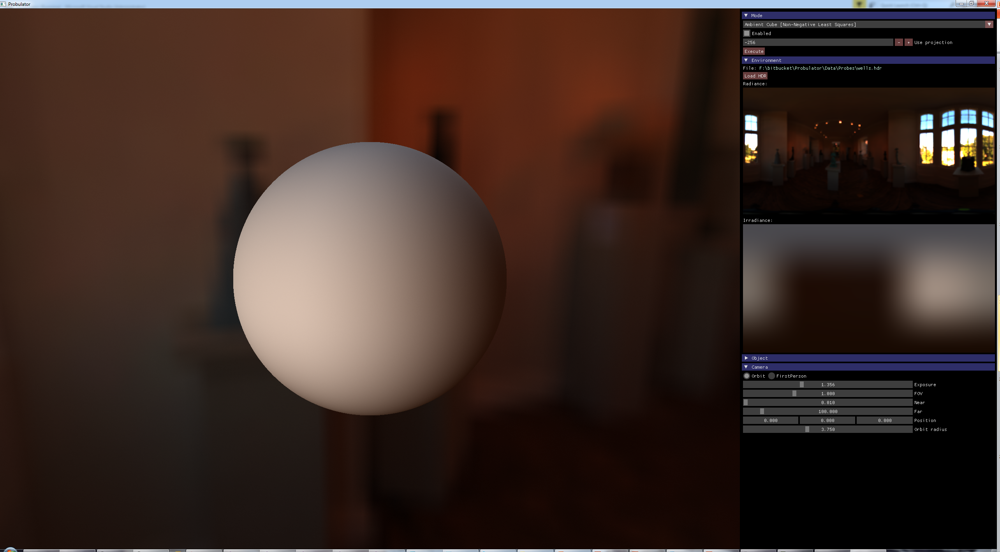 Probulator
Mode
Ambient Cube [Non-Negative Least Squares]
Enabled
-256 - + Use projection
Execute
Environment
File: F:\bitbucket\Probulator\Data\Probes\wells.hdr
Load HDR
Radiance:
Irradiance:
Object
Camera
Orbit FirstPerson
1.356 Exposure
1.000 FOV
0.010 Near
100.000 Far
0.000 0.000 0.000 Position
3.750 Orbit radius